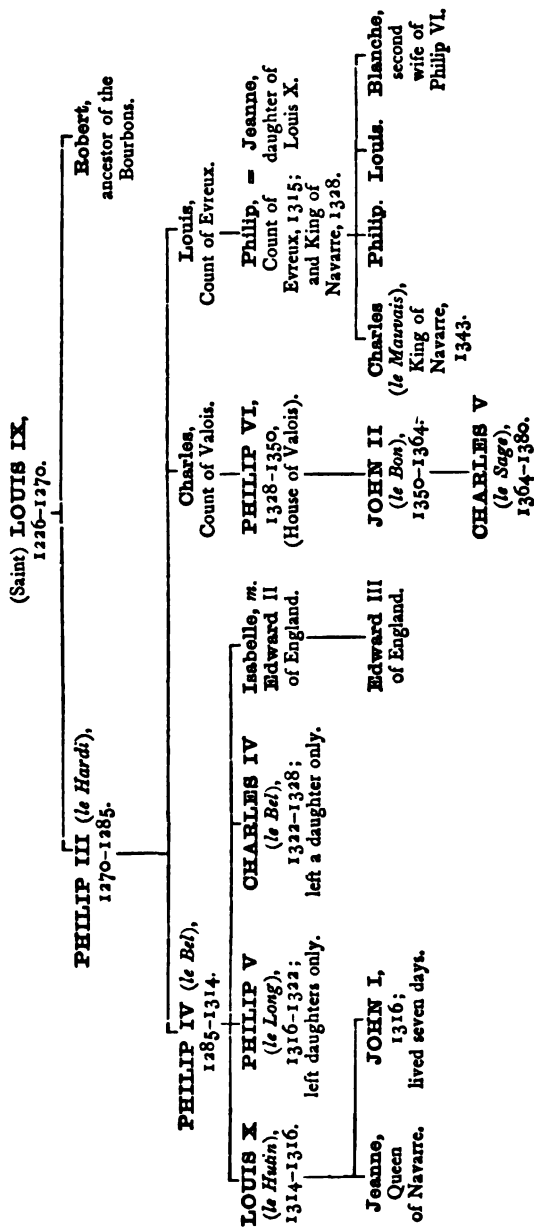 (Saint) LOUIS IX,
1226–1270.
PHILIP III (le Hardi),
1270–1285.
Robert,
ancestor of the
Bourbons.
PHILIP IV (le Bel),
1285–1314.
Charles,
Count of Valois.
Louis,
Count of Evreux.
LOUIS X
(le Hutin),
1314–1316.
PHILIP V
(le Long),
1316–1322;
left daughters only.
CHARLES IV
(le Bel),
1322–1328;
left a daughter only.
Isabelle, m.
Edward II
of England.
PHILIP VI,
1328–1350,
(House of Valois).
Philip, = Jeanne,
Count of daughter of
Evreux, 1315; Louis X.
and King of
Navarre, 1328.
Jeanne,
Queen
of Navarre.
JOHN I,
1316;
lived seven days.
Edward III
of England.
JOHN II
(le Bon),
1350–1364.
Charles
(le Mauvais),
King of
Navarre,
1343.
Philip.
Louis.
Blanche,
second
wife of
Philip VI.
CHARLES V
(le Sage),
1364–1380.